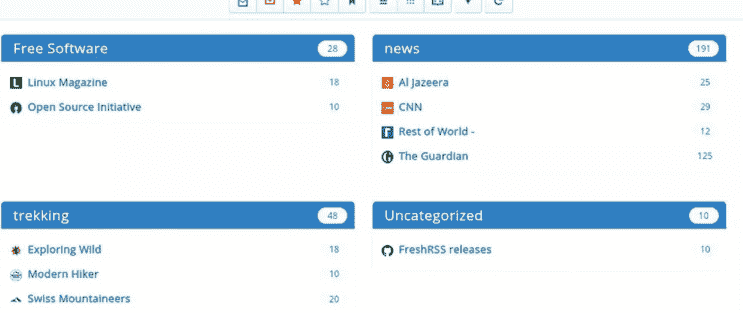 Free Software 28
Linux Magazine 18
Open Source Initiative 10
news 191
Al Jazeera 25
CNN 29
Rest of World - 12
The Guardian 125
trekking 48
Exploring Wild 18
Modern Hiker 10
Swiss Mountaineers 20
Uncategorized 10
FreshRSS releases 10